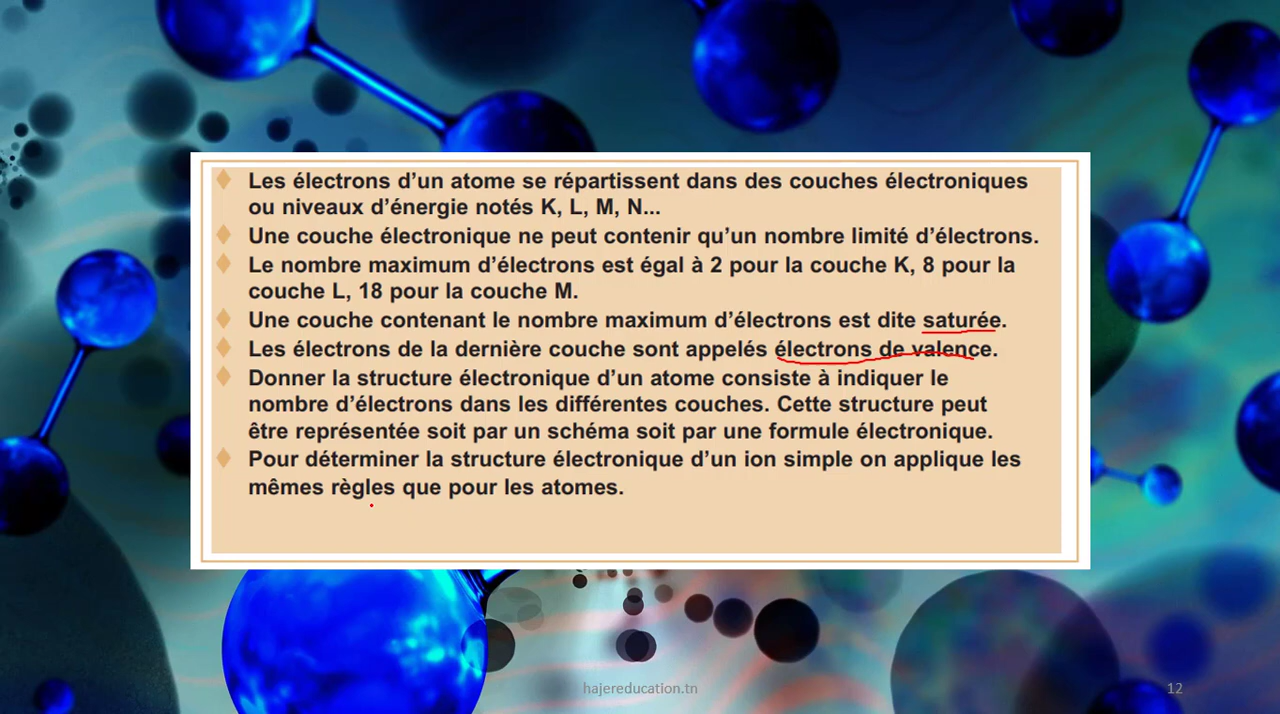 Les électrons d’un atome se répartissent dans des couches électroniques
ou niveaux d’énergie notés K, L, M, N...
Une couche électronique ne peut contenir qu’un nombre limité d’électrons.
Le nombre maximum d’électrons est égal à 2 pour la couche K, 8 pour la
couche L, 18 pour la couche M.
Une couche contenant le nombre maximum d’électrons est dite saturée.
Les électrons de la dernière couche sont appelés électrons de valence.
Donner la structure électronique d’un atome consiste à indiquer le
nombre d’électrons dans les différentes couches. Cette structure peut
être représentée soit par un schéma soit par une formule électronique.
Pour déterminer la structure électronique d’un ion simple on applique les
mêmes règles que pour les atomes.
hajereducation.tn
12